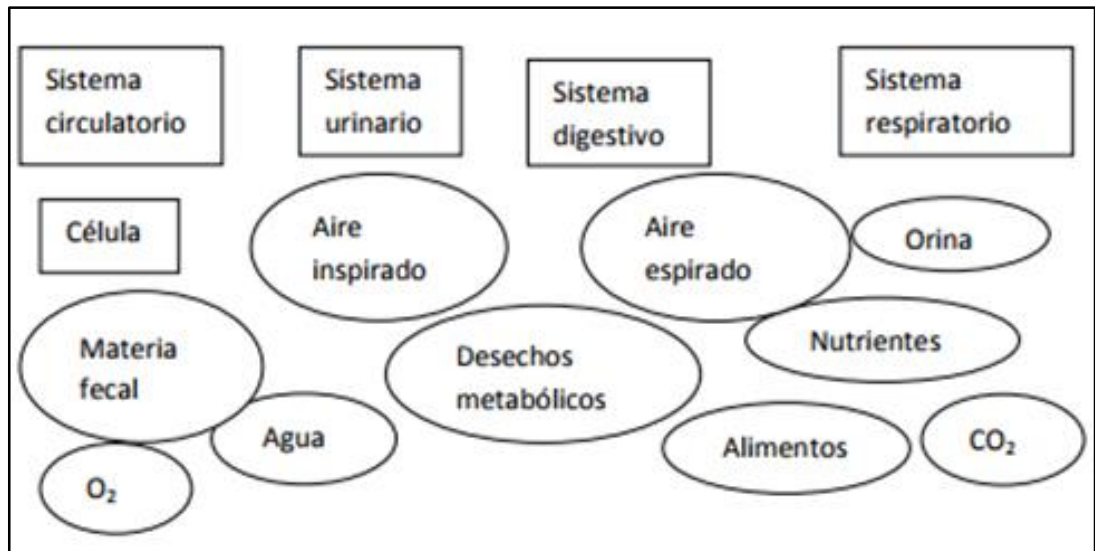 Sistema
circulatorio
Sistema
urinario
Sistema
digestivo
Sistema
respiratorio
Célula
Aire
inspirado
Aire
espirado
Orina
Materia
fecal
Desechos
metabólicos
Nutrientes
Agua
Alimentos
CO₂
O₂